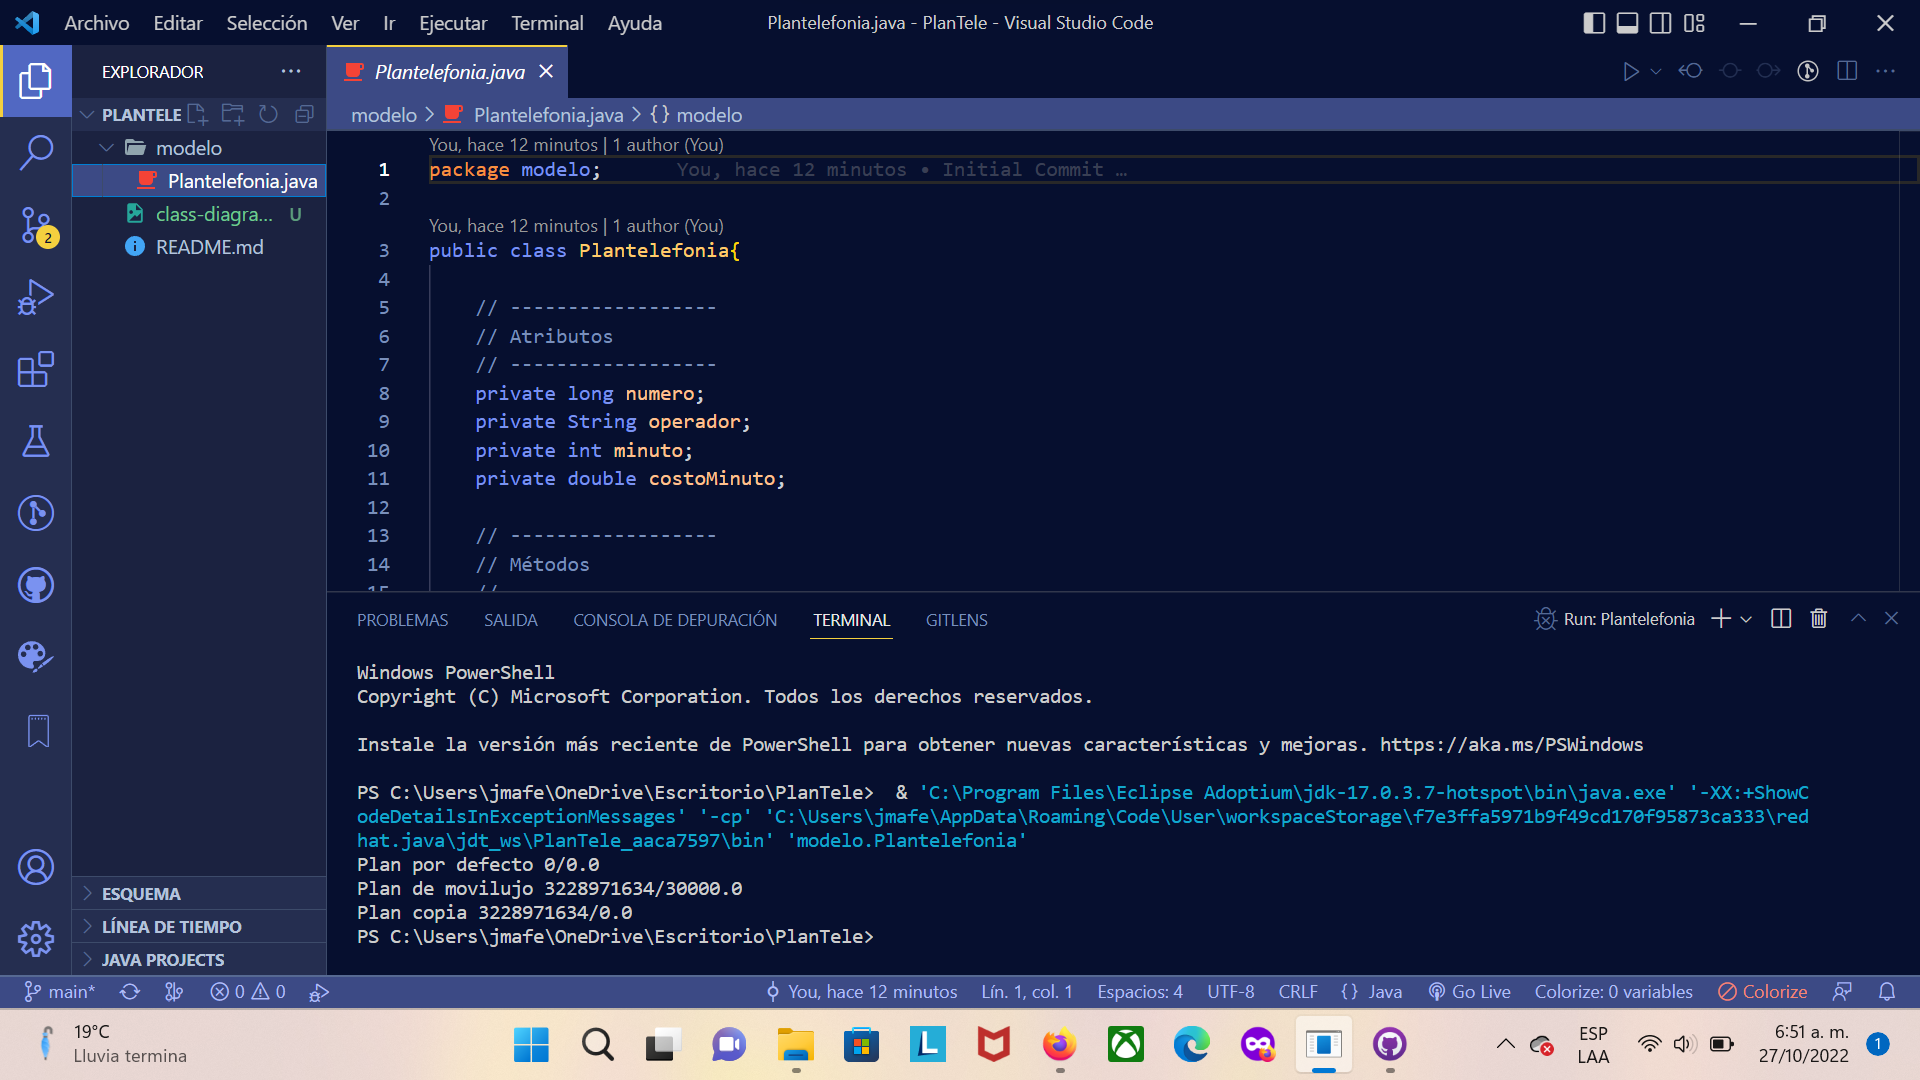 Archivo Editar Selección Ver Ir Ejecutar Terminal Ayuda
Plantelefonia.java - PlanTele - Visual Studio Code
EXPLORADOR
PLANTELE
modelo
Plantelefonia.java
class-diagra... U
README.md
2
ESQUEMA
LÍNEA DE TIEMPO
JAVA PROJECTS
Plantelefonia.java
modelo > Plantelefonia.java > {} modelo
You, hace 12 minutos | 1 author (You)
1 package modelo; You, hace 12 minutos • Initial Commit …
2
You, hace 12 minutos | 1 author (You)
3 public class Plantelefonia{
4
5 // ------------------
6 // Atributos
7 // ------------------
8 private long numero;
9 private String operador;
10 private int minuto;
11 private double costoMinuto;
12
13 // ------------------
14 // Métodos
15 //
PROBLEMAS SALIDA CONSOLA DE DEPURACIÓN TERMINAL GITLENS
Run: Plantelefonia
Windows PowerShell
Copyright (C) Microsoft Corporation. Todos los derechos reservados.
Instale la versión más reciente de PowerShell para obtener nuevas características y mejoras. https://aka.ms/PSWindows
PS C:\Users\jmafe\OneDrive\Escritorio\PlanTele> & 'C:\Program Files\Eclipse Adoptium\jdk-17.0.3.7-hotspot\bin\java.exe' '-XX:+ShowC
odeDetailsInExceptionMessages' '-cp' 'C:\Users\jmafe\AppData\Roaming\Code\User\workspaceStorage\f7e3ffa5971b9f49cd170f95873ca333\red
hat.java\jdt_ws\PlanTele_aaca7597\bin' 'modelo.Plantelefonia'
Plan por defecto 0/0.0
Plan de movilujo 3228971634/30000.0
Plan copia 3228971634/0.0
PS C:\Users\jmafe\OneDrive\Escritorio\PlanTele>
main* 0 0 You, hace 12 minutos Lín. 1, col. 1 Espacios: 4 UTF-8 CRLF {} Java Go Live Colorize: 0 variables Colorize
19°C
Lluvia termina
ESP
LAA
6:51 a. m.
27/10/2022
1